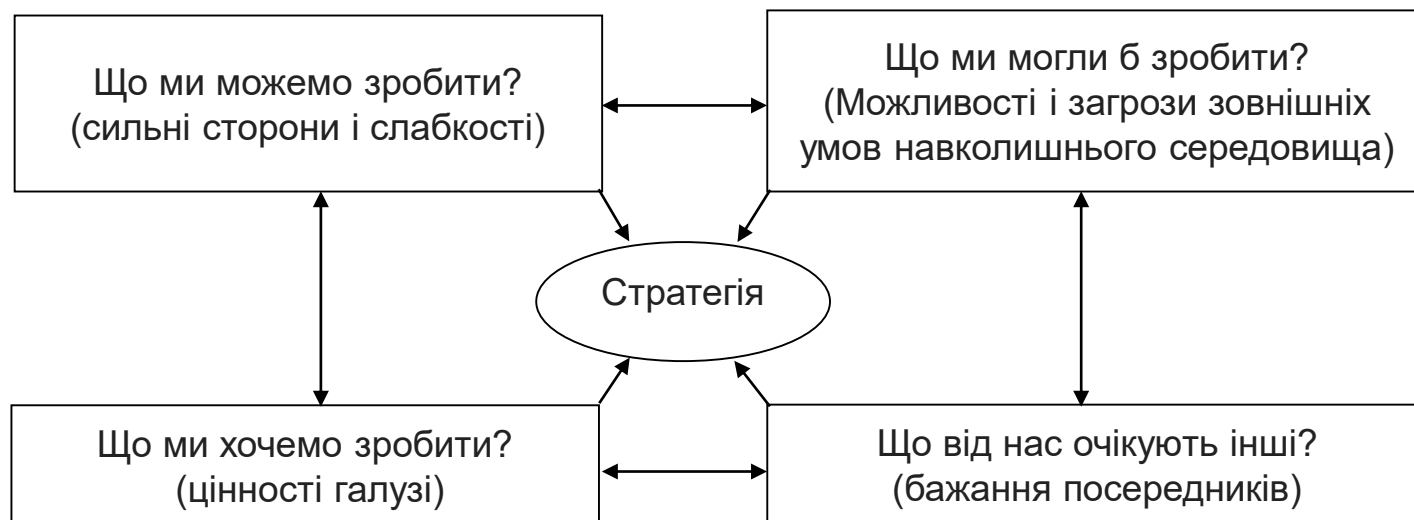 Що ми можемо зробити?
(сильні сторони і слабкості)
Що ми могли б зробити?
(Можливості і загрози зовнішніх
умов навколишнього середовища)
Стратегія
Що ми хочемо зробити?
(цінності галузі)
Що від нас очікують інші?
(бажання посередників)